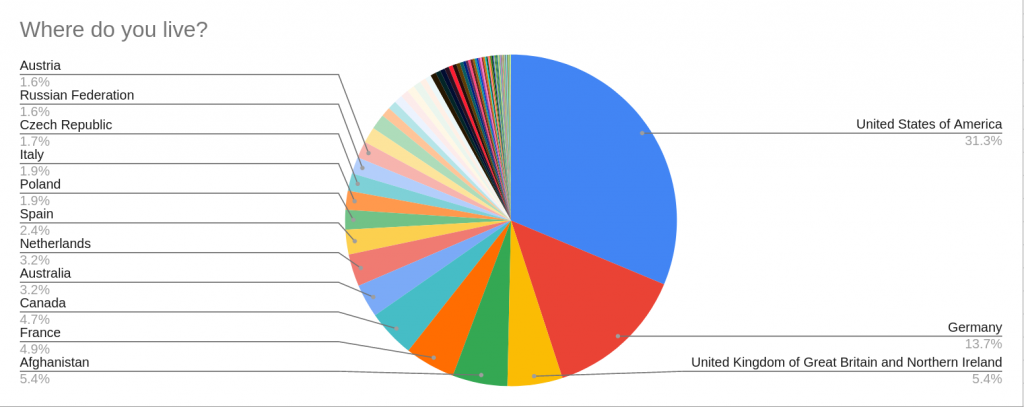 Where do you live?
Austria
1.6%
Russian Federation
1.6%
Czech Republic
1.7%
Italy
1.9%
Poland
1.9%
Spain
2.4%
Netherlands
3.2%
Australia
3.2%
Canada
4.7%
France
4.9%
Afghanistan
5.4%
United States of America
31.3%
Germany
13.7%
United Kingdom of Great Britain and Northern Ireland
5.4%